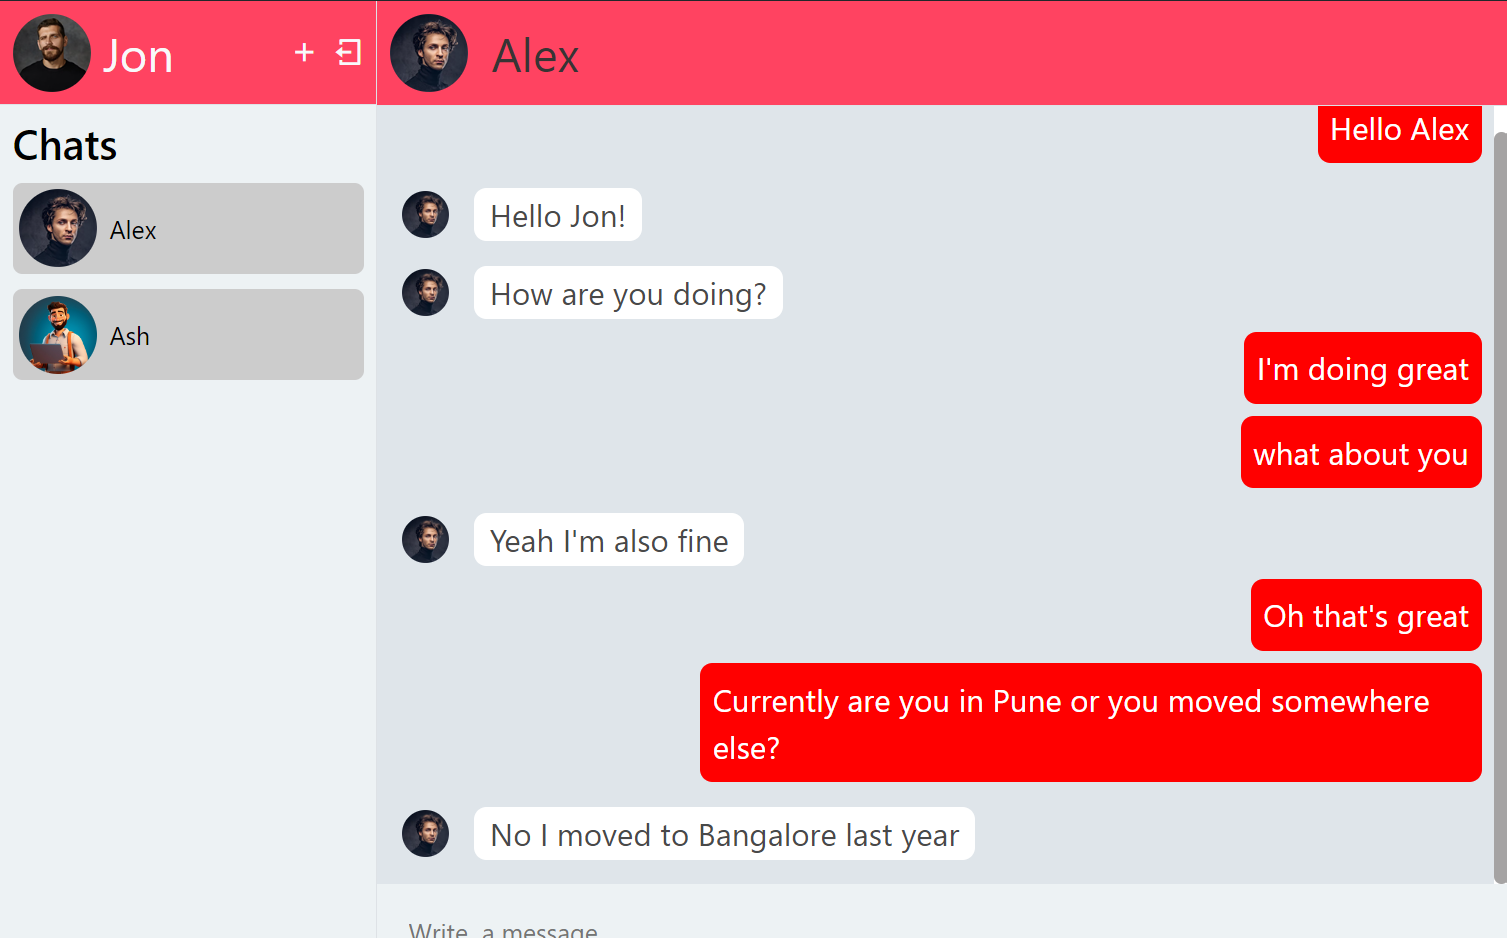 Jon
Alex
Chats
Alex
Ash
Hello Alex
Hello Jon!
How are you doing?
I'm doing great
what about you
Yeah I'm also fine
Oh that's great
Currently are you in Pune or you moved somewhere
else?
No I moved to Bangalore last year
Write a message